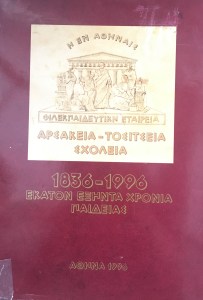 Η ΕΝ ΑΘΗΝΑΙΣ
ΦΙΛΕΚΠΑΙΔΕΥΤΙΚΗ ΕΤΑΙΡΕΙΑ
ΑΡΣΑΚΕΙΑ - ΤΟΣΙΤΣΕΙΑ
ΣΧΟΛΕΙΑ
1836-1996
ΕΚΑΤΟΝ ΕΞΗΝΤΑ ΧΡΟΝΙΑ
ΠΑΙΔΕΙΑΣ
ΑΘΗΝΑ 1996